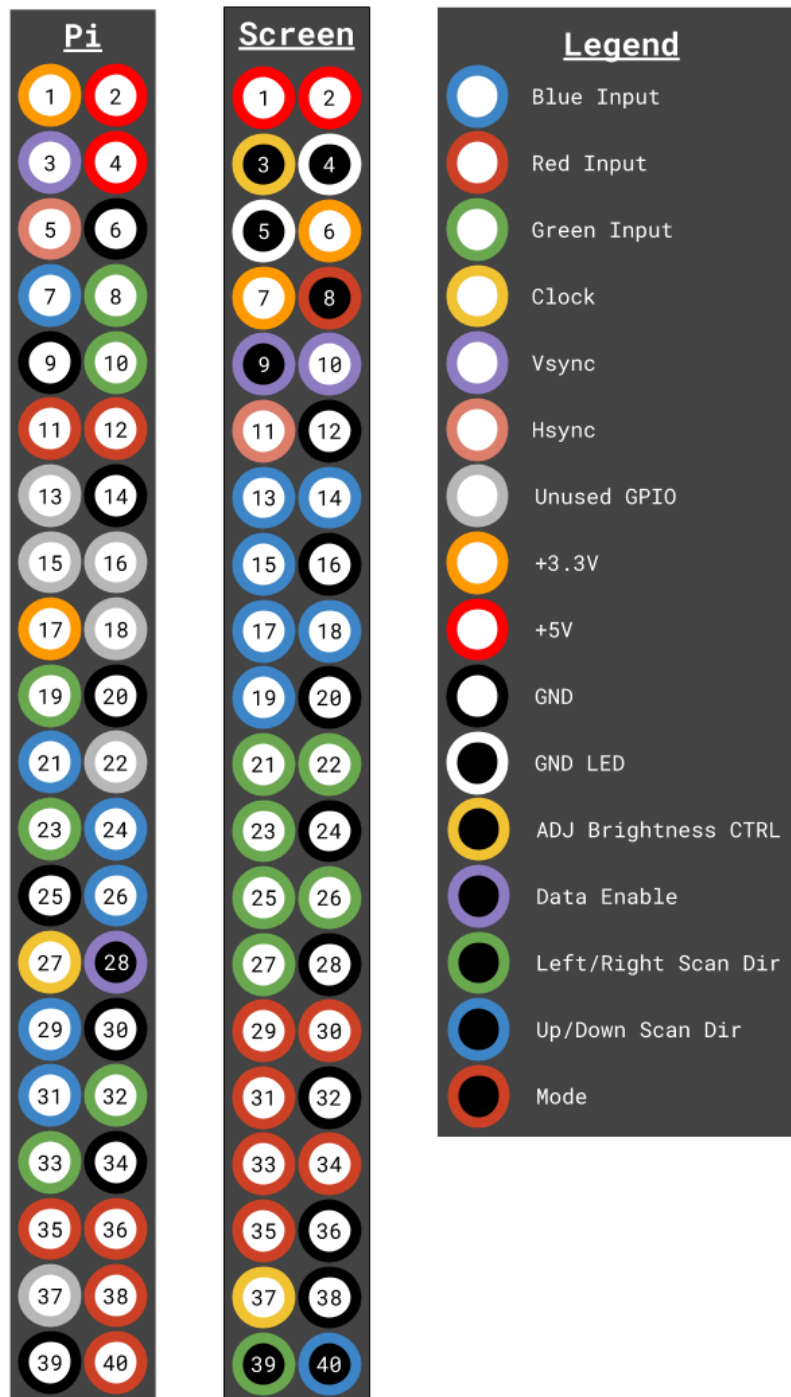 Pi Screen Legend
1 2 1 2 Blue Input
3 4 3 4 Red Input
5 6 5 6 Green Input
7 8 7 8 Clock
9 10 9 10 Vsync
11 12 11 12 Hsync
13 14 13 14 Unused GPIO
15 16 15 16 +3.3V
17 18 17 18 +5V
19 20 19 20 GND
21 22 21 22 GND LED
23 24 23 24 ADJ Brightness CTRL
25 26 25 26 Data Enable
27 28 27 28 Left/Right Scan Dir
29 30 29 30 Up/Down Scan Dir
31 32 31 32 Mode
33 34 33 34
35 36 35 36
37 38 37 38
39 40 39 40